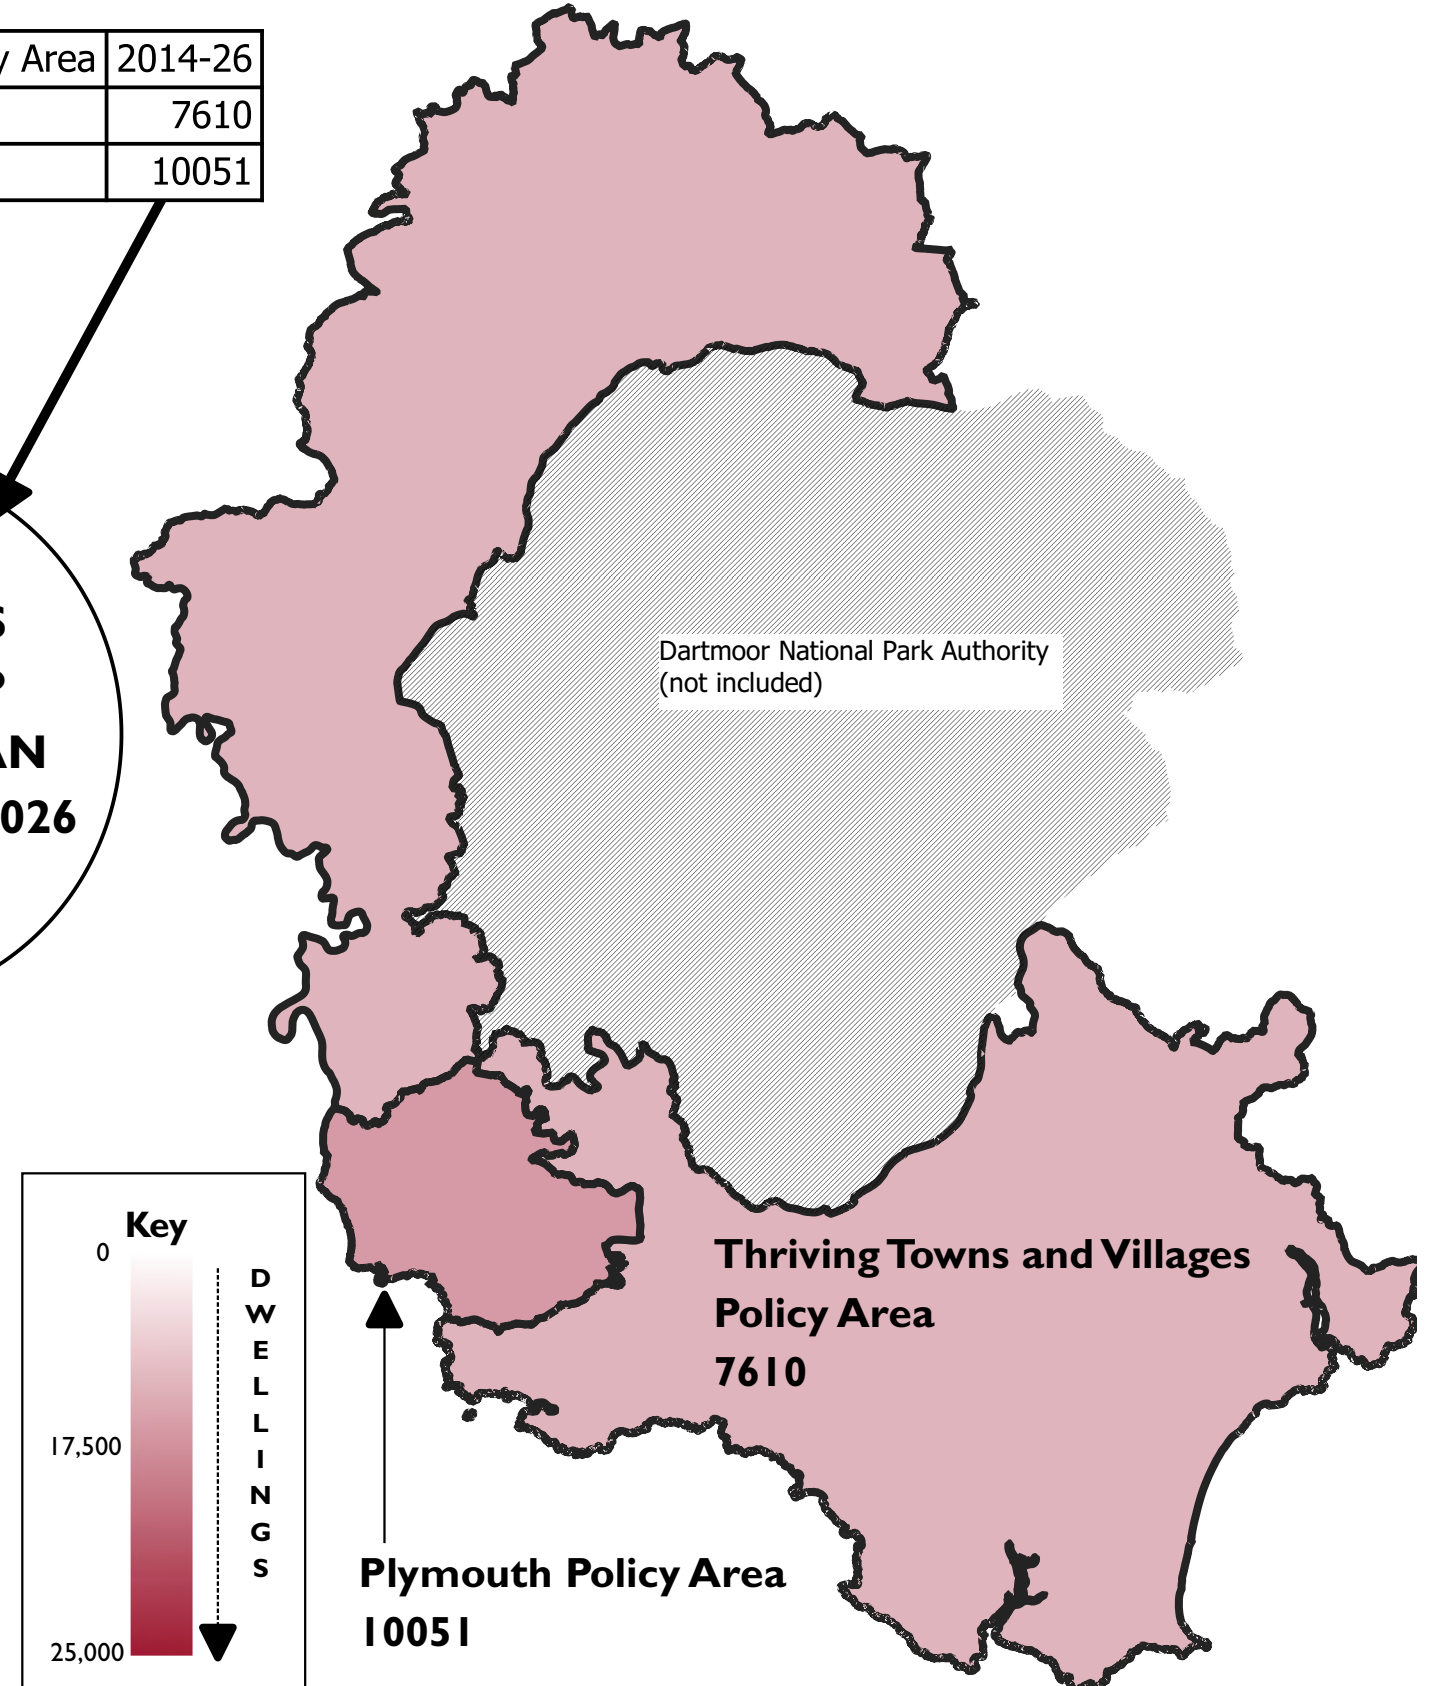 Area 2014-26
7610
10051
026
Dartmoor National Park Authority
(not included)
Thriving Towns and Villages
Policy Area
7610
Key
0
17,500
25,000
D
W
E
L
L
I
N
G
S
Plymouth Policy Area
10051